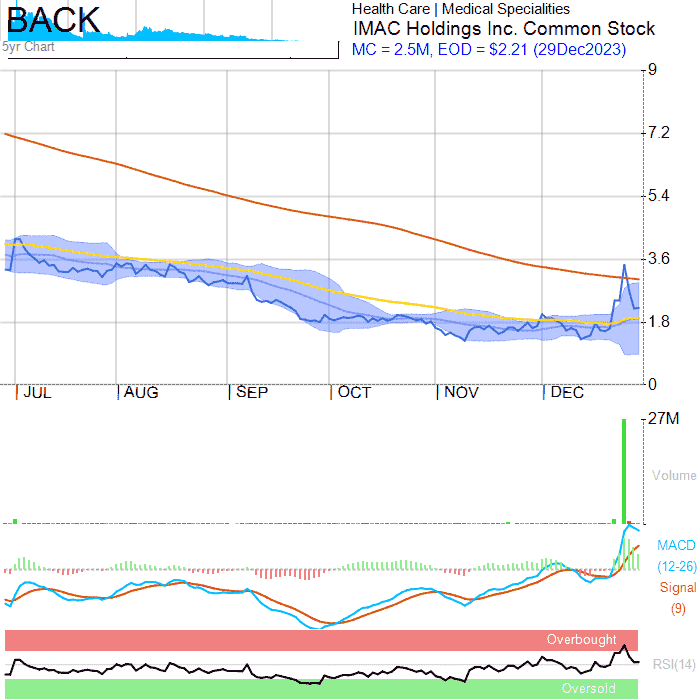 BACK
5yr Chart
Health Care | Medical Specialities
IMAC Holdings Inc. Common Stock
MC = 2.5M, EOD = $2.21 (29Dec2023)
9
7.2
5.4
3.6
1.8
0
JUL AUG SEP OCT NOV DEC
27M
Volume
MACD
(12-26)
Signal
(9)
Overbought
RSI(14)
Oversold